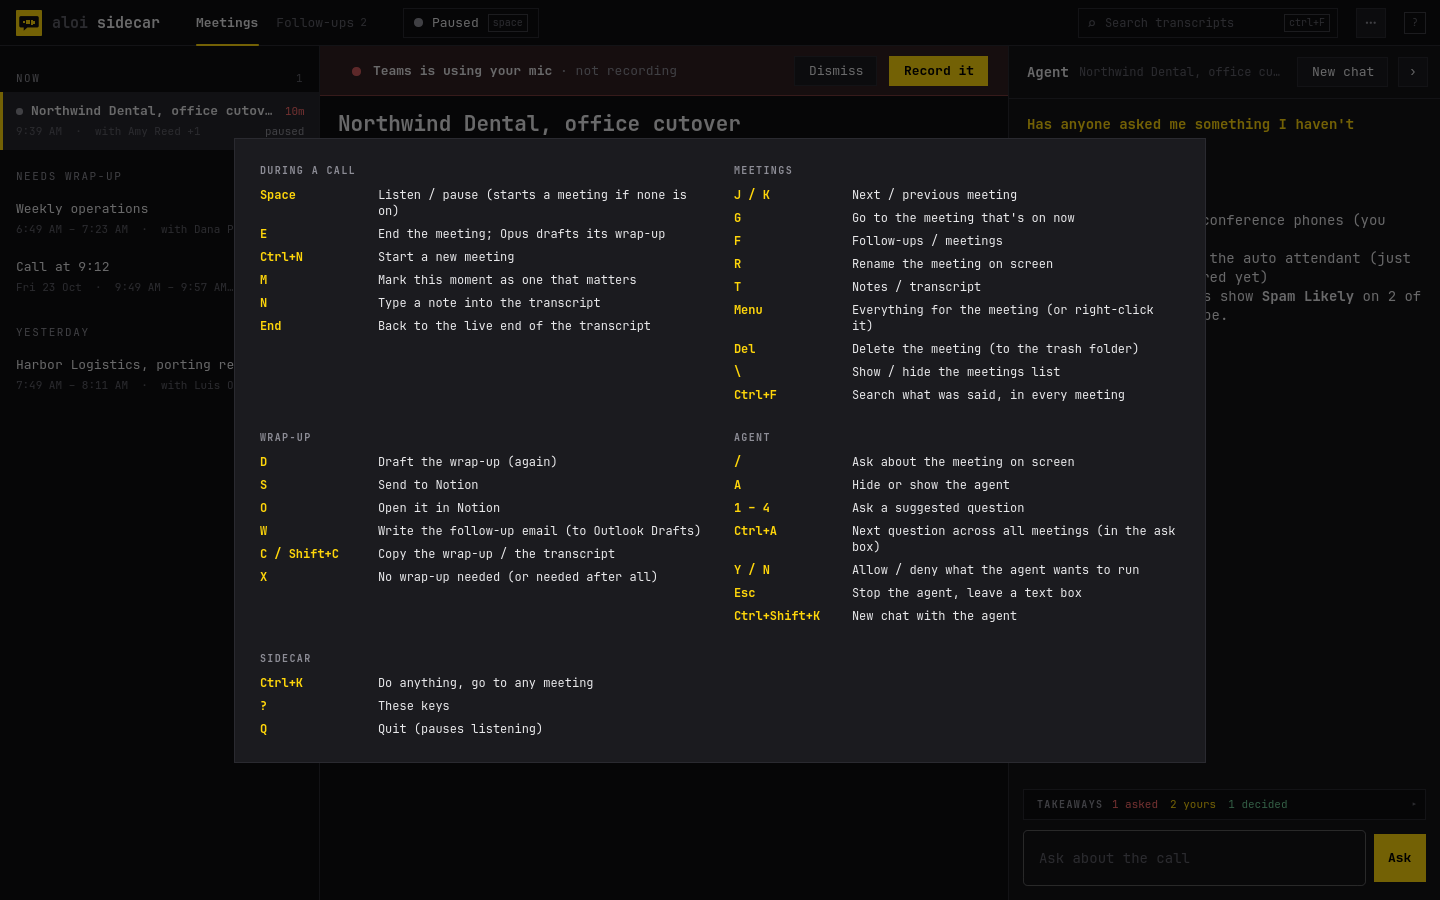 aloi sidecar
Meetings
Follow-ups 2
Paused space
Search transcripts ctrl+F
?
NOW 1
Northwind Dental, office cutov… 10m
9:39 AM · with Amy Reed +1 paused
NEEDS WRAP-UP
Weekly operations
6:49 AM – 7:23 AM · with Dana P
Call at 9:12
Fri 23 Oct · 9:49 AM – 9:57 AM…
YESTERDAY
Harbor Logistics, porting re
7:49 AM – 8:11 AM · with Luis O
Teams is using your mic · not recording
Dismiss
Record it
Northwind Dental, office cutover
Agent Northwind Dental, office cu…
New chat
Has anyone asked me something I haven't
conference phones (you
the auto attendant (just
red yet)
s show Spam Likely on 2 of
be.
DURING A CALL
Space Listen / pause (starts a meeting if none is
on)
E End the meeting; Opus drafts its wrap-up
Ctrl+N Start a new meeting
M Mark this moment as one that matters
N Type a note into the transcript
End Back to the live end of the transcript
MEETINGS
J / K Next / previous meeting
G Go to the meeting that's on now
F Follow-ups / meetings
R Rename the meeting on screen
T Notes / transcript
Menu Everything for the meeting (or right-click
it)
Del Delete the meeting (to the trash folder)
\ Show / hide the meetings list
Ctrl+F Search what was said, in every meeting
WRAP-UP
D Draft the wrap-up (again)
S Send to Notion
O Open it in Notion
W Write the follow-up email (to Outlook Drafts)
C / Shift+C Copy the wrap-up / the transcript
X No wrap-up needed (or needed after all)
AGENT
/ Ask about the meeting on screen
A Hide or show the agent
1 – 4 Ask a suggested question
Ctrl+A Next question across all meetings (in the ask
box)
Y / N Allow / deny what the agent wants to run
Esc Stop the agent, leave a text box
Ctrl+Shift+K New chat with the agent
SIDECAR
Ctrl+K Do anything, go to any meeting
? These keys
Q Quit (pauses listening)
TAKEAWAYS 1 asked 2 yours 1 decided
Ask about the call
Ask